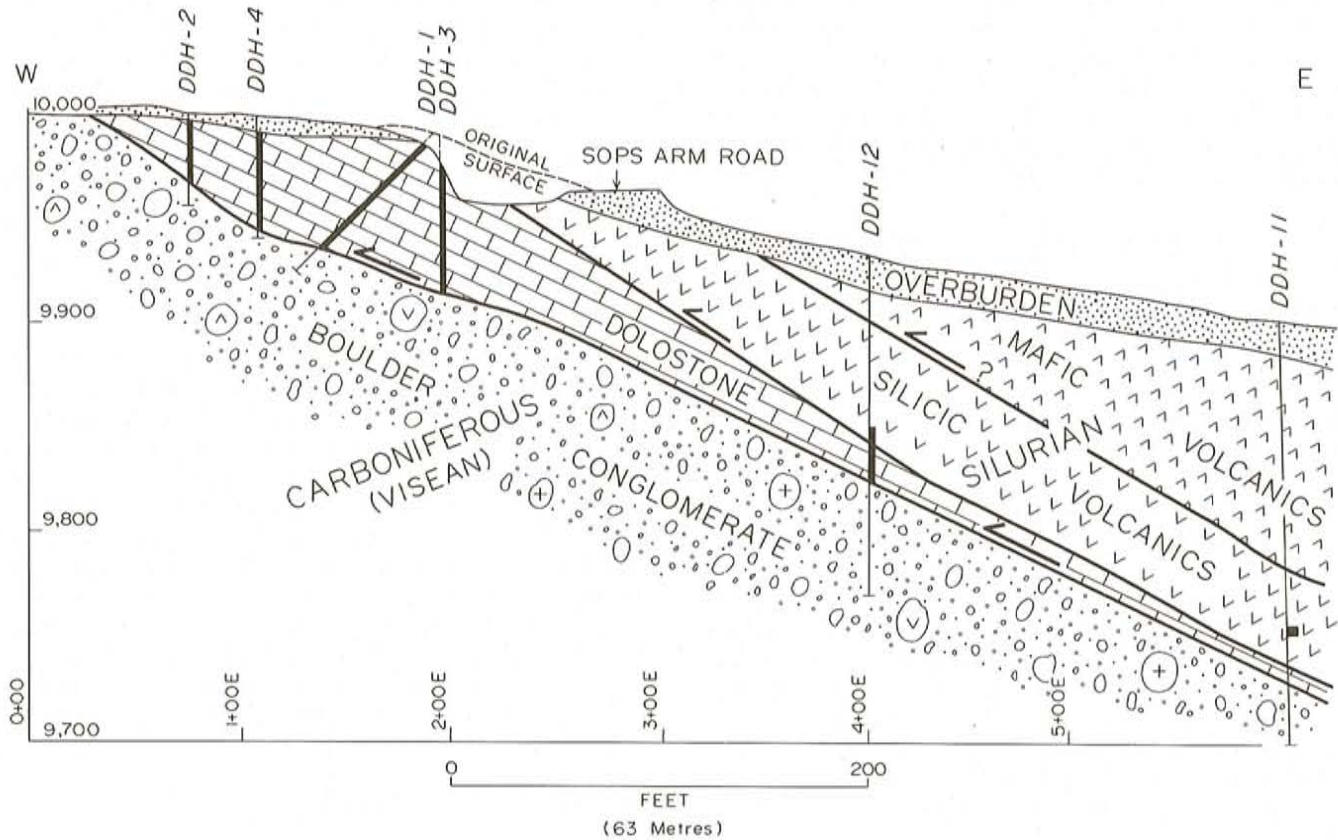 W
E
DDH-2
DDH-4
DDH-1
DDH-3
DDH-12
DDH-11
10,000
9,900
9,800
9,700
ORIGINAL
SURFACE
SOPS ARM ROAD
OVERBURDEN
DOLOSTONE
MAFIC
VOLCANICS
?
SILICIC
VOLCANICS
SILURIAN
BOULDER
CONGLOMERATE
CARBONIFEROUS
(VISEAN)
0+00
1+00E
2+00E
3+00E
4+00E
5+00E
0
200
FEET
(63 Metres)